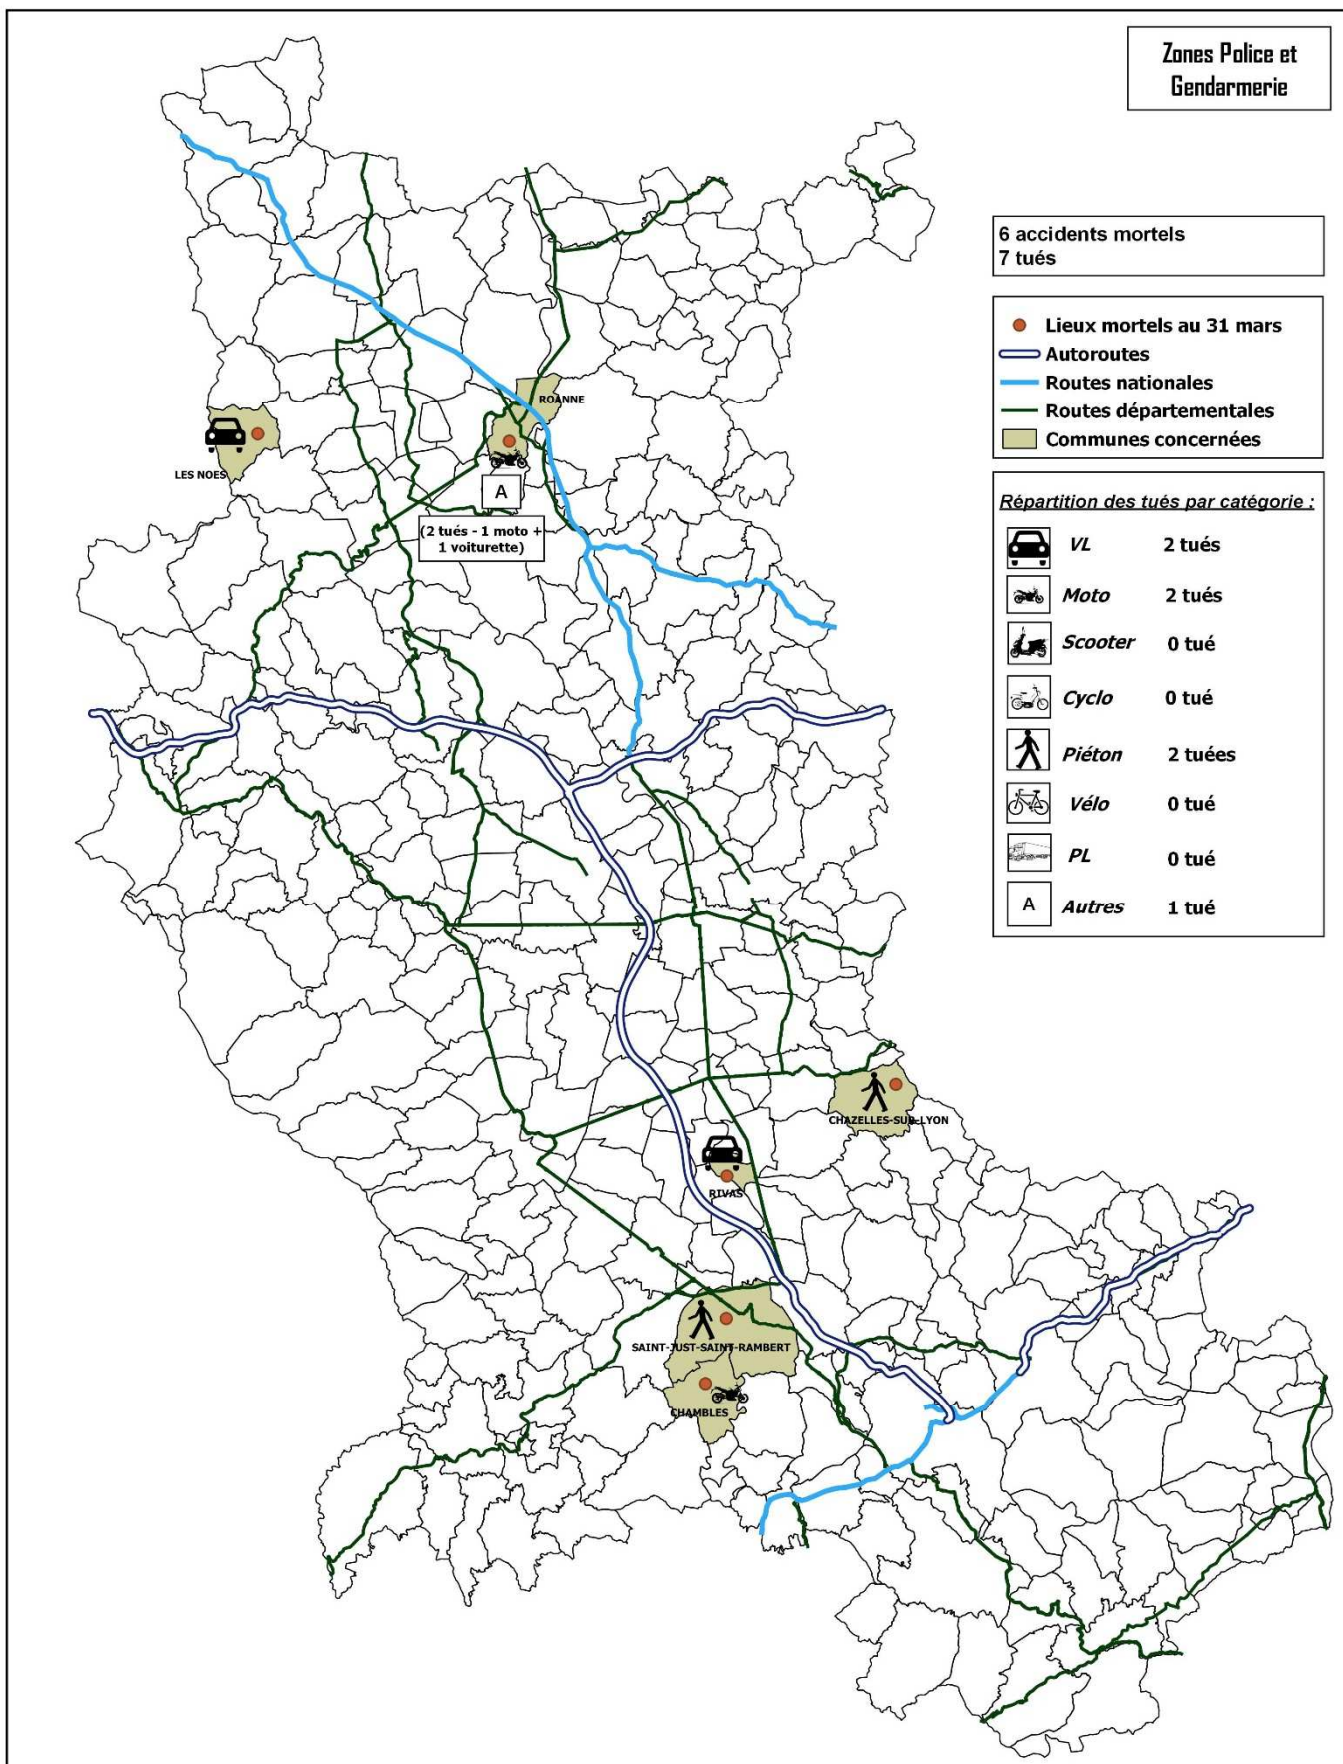 Zones Police et
Gendarmerie
6 accidents mortels
7 tués
Lieux mortels au 31 mars
Autoroutes
Routes nationales
Routes départementales
Communes concernées
ROANNE
LES NOES
A
(2 tués - 1 moto +
1 voiturette)
Répartition des tués par catégorie :
VL 2 tués
Moto 2 tués
Scooter 0 tué
Cyclo 0 tué
Piéton 2 tuées
Vélo 0 tué
PL 0 tué
A Autres 1 tué
CHAZELLES-SUR-LYON
RIVAS
SAINT-JUST-SAINT-RAMBERT
CHAMBLES